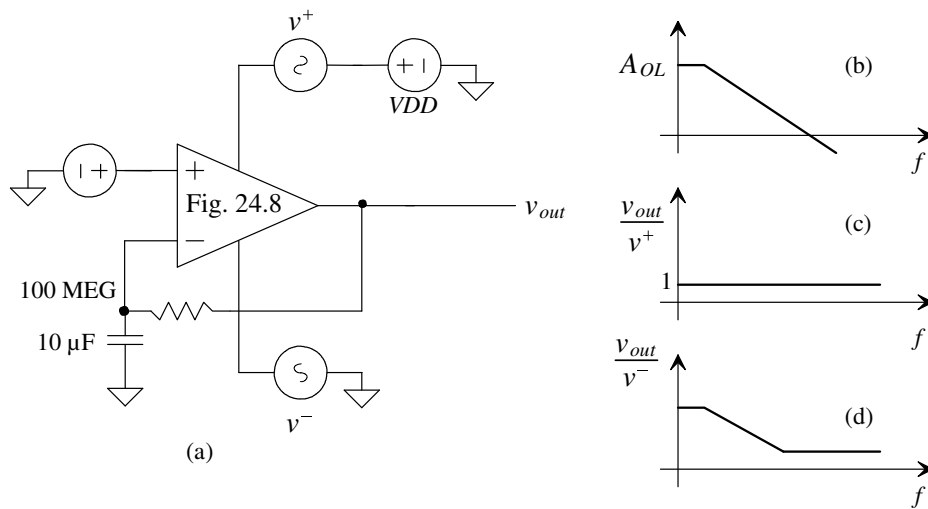 v+
VDD
Fig. 24.8
v_out
100 MEG
10 µF
v−
(a)
A_OL
(b)
f
v_out
v+
(c)
1
f
v_out
v−
(d)
f